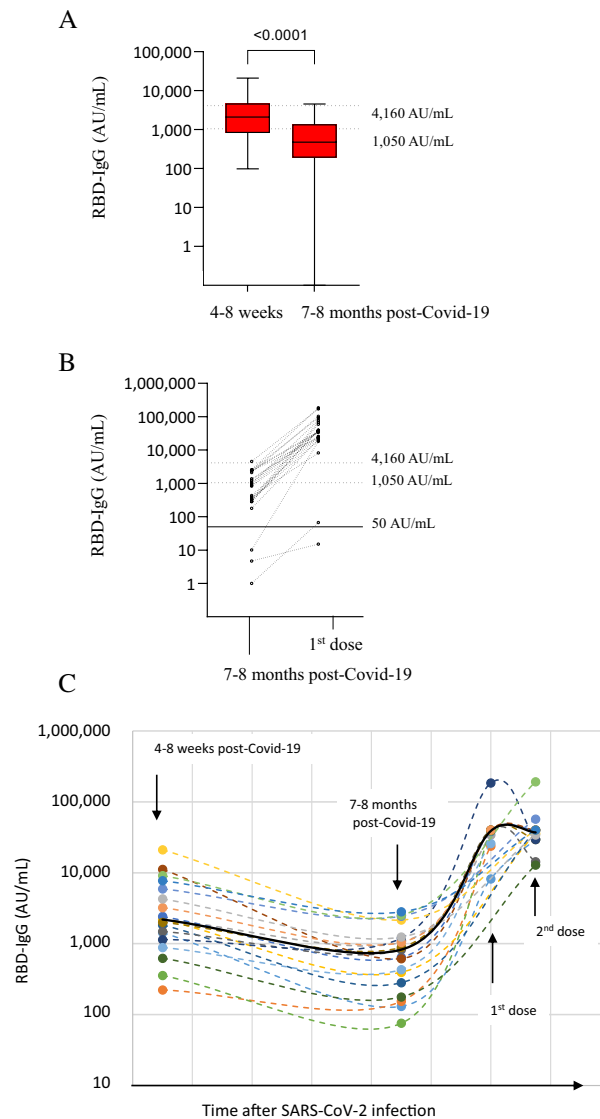 A
<0.0001
RBD-IgG (AU/mL)
100,000
10,000
1,000
100
10
1
4,160 AU/mL
1,050 AU/mL
4-8 weeks
7-8 months post-Covid-19
B
RBD-IgG (AU/mL)
1,000,000
100,000
10,000
1,000
100
10
1
4,160 AU/mL
1,050 AU/mL
50 AU/mL
1st dose
7-8 months post-Covid-19
C
RBD-IgG (AU/mL)
1,000,000
100,000
10,000
1,000
100
10
4-8 weeks post-Covid-19
7-8 months
post-Covid-19
2nd dose
1st dose
Time after SARS-CoV-2 infection